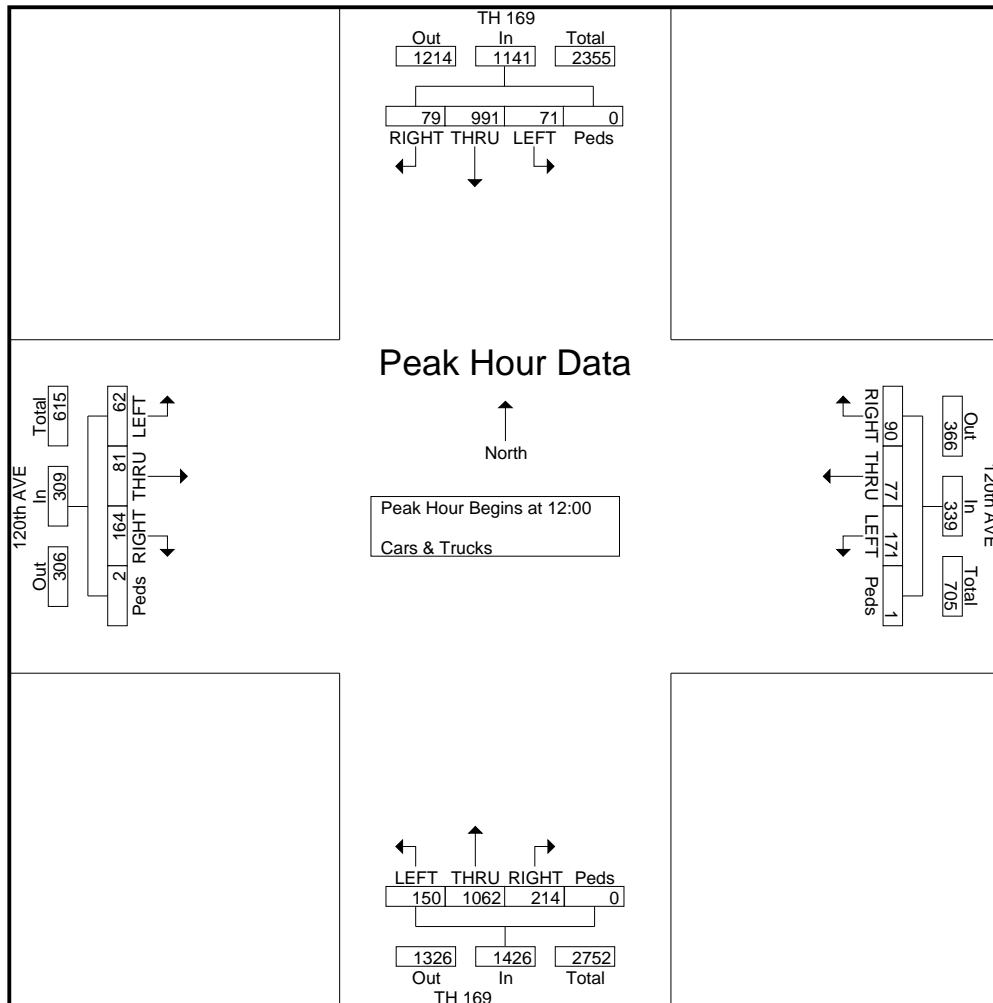 TH 169
Out In Total
1214 1141 2355
79 991 71 0
RIGHT THRU LEFT Peds
Peak Hour Data
North
Peak Hour Begins at 12:00
Cars & Trucks
120th AVE
Out In Total
306 309 615
2 164 81 62
Peds RIGHT THRU LEFT
120th AVE
Out In Total
366 339 705
90 77 171 1
RIGHT THRU LEFT Peds
LEFT THRU RIGHT Peds
150 1062 214 0
1326 1426 2752
Out In Total
TH 169